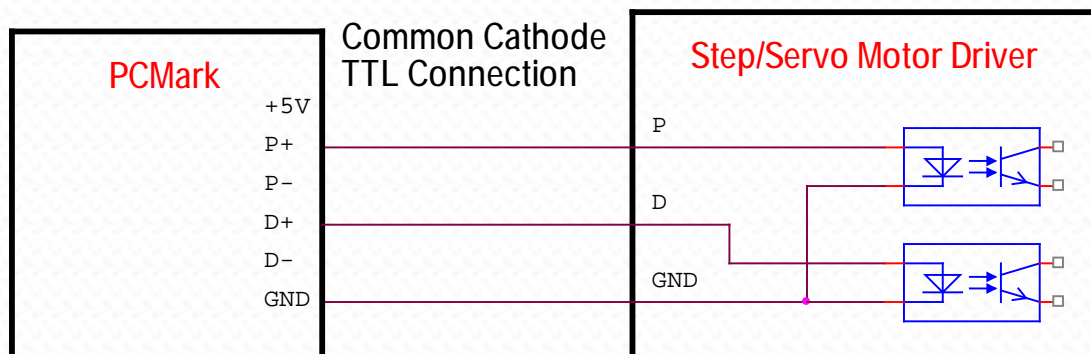 Common Cathode
TTL Connection
PCMark
+5V
P+
P-
D+
D-
GND
Step/Servo Motor Driver
P
D
GND